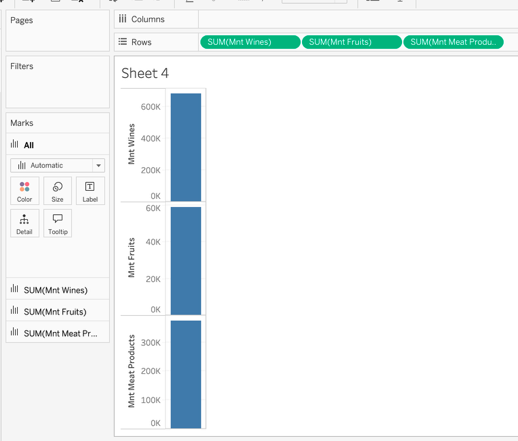 Pages
Columns
Rows
SUM(Mnt Wines)
SUM(Mnt Fruits)
SUM(Mnt Meat Produ..
Filters
Marks
All
Automatic
Color
Size
Label
Detail
Tooltip
SUM(Mnt Wines)
SUM(Mnt Fruits)
SUM(Mnt Meat Pr...
Sheet 4
Mnt Wines
600K
400K
200K
0K
Mnt Fruits
60K
40K
20K
0K
Mnt Meat Products
300K
200K
100K
0K